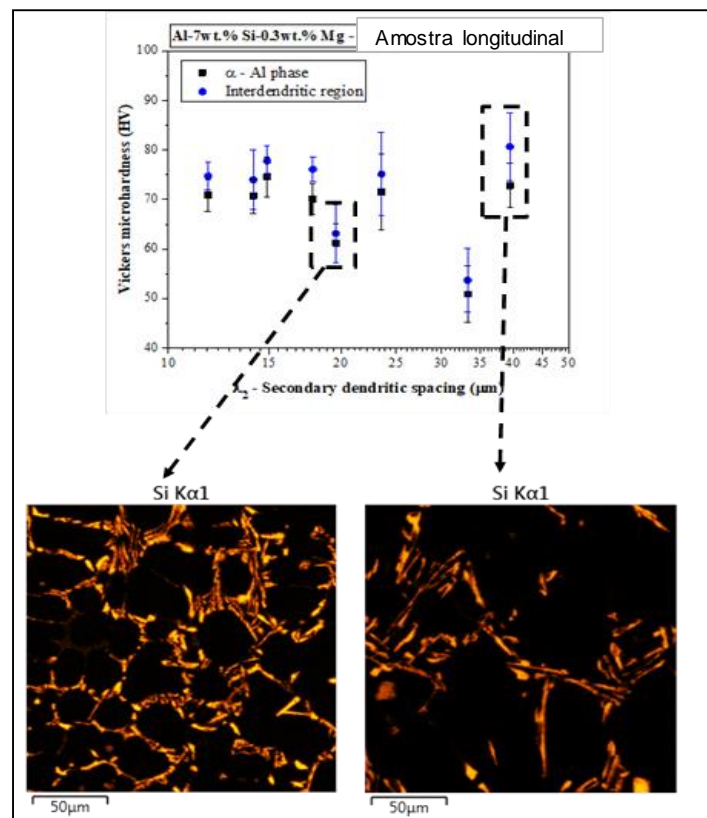 Al-7wt.% Si-0.3wt.% Mg - Amostra longitudinal
100
90
80
70
60
50
40
α - Al phase
Interdendritic region
Vickers microhardness (HV)
10 15 20 25 30 35 40 45 50
λ2 - Secondary dendritic spacing (μm)
Si Kα1
Si Kα1
50μm
50μm